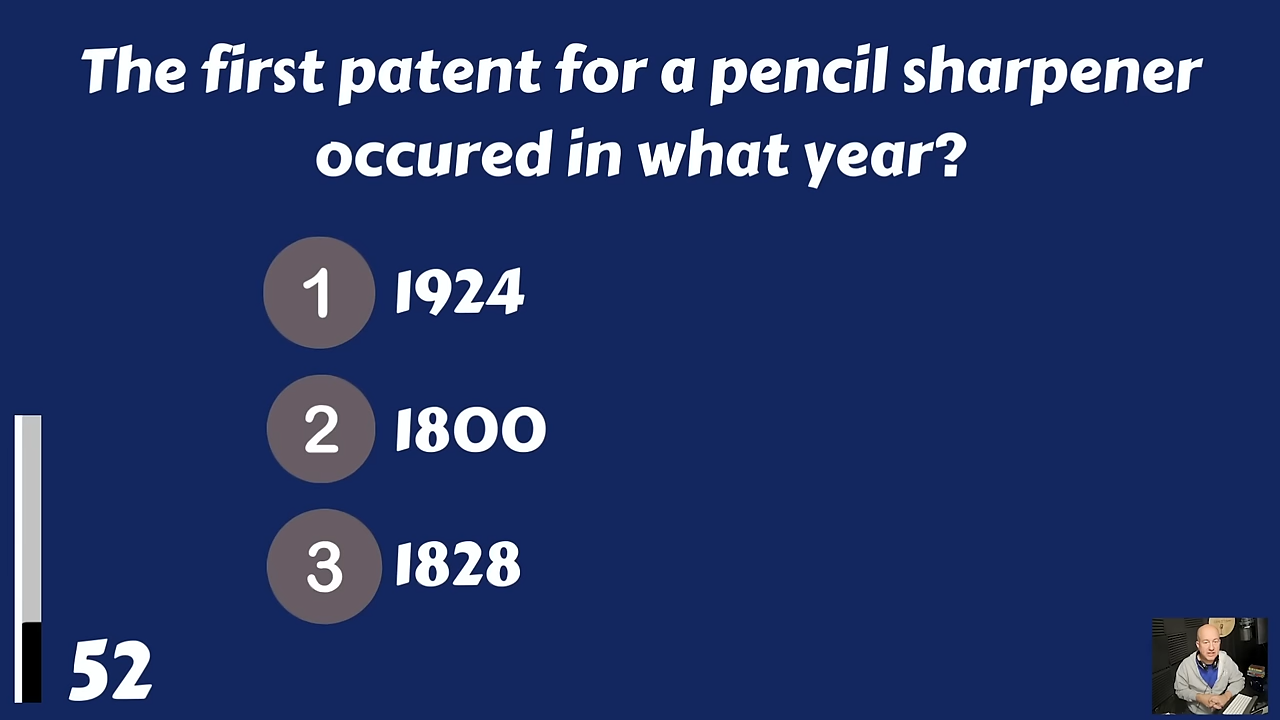 The first patent for a pencil sharpener
occured in what year?
1 1924
2 1800
3 1828
52